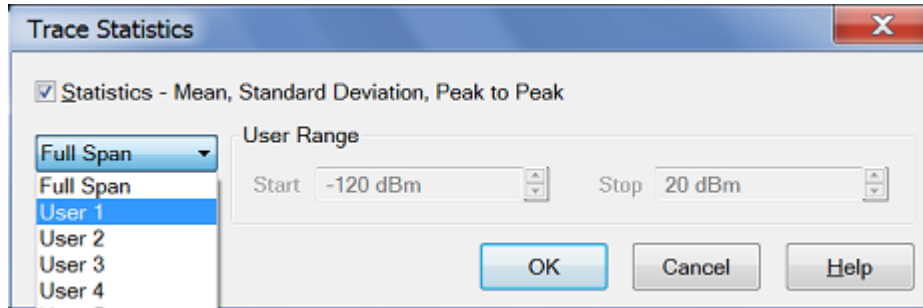 Trace Statistics
Statistics - Mean, Standard Deviation, Peak to Peak
Full Span
User Range
Full Span
Start -120 dBm Stop 20 dBm
User 1
User 2
User 3
User 4
OK Cancel Help